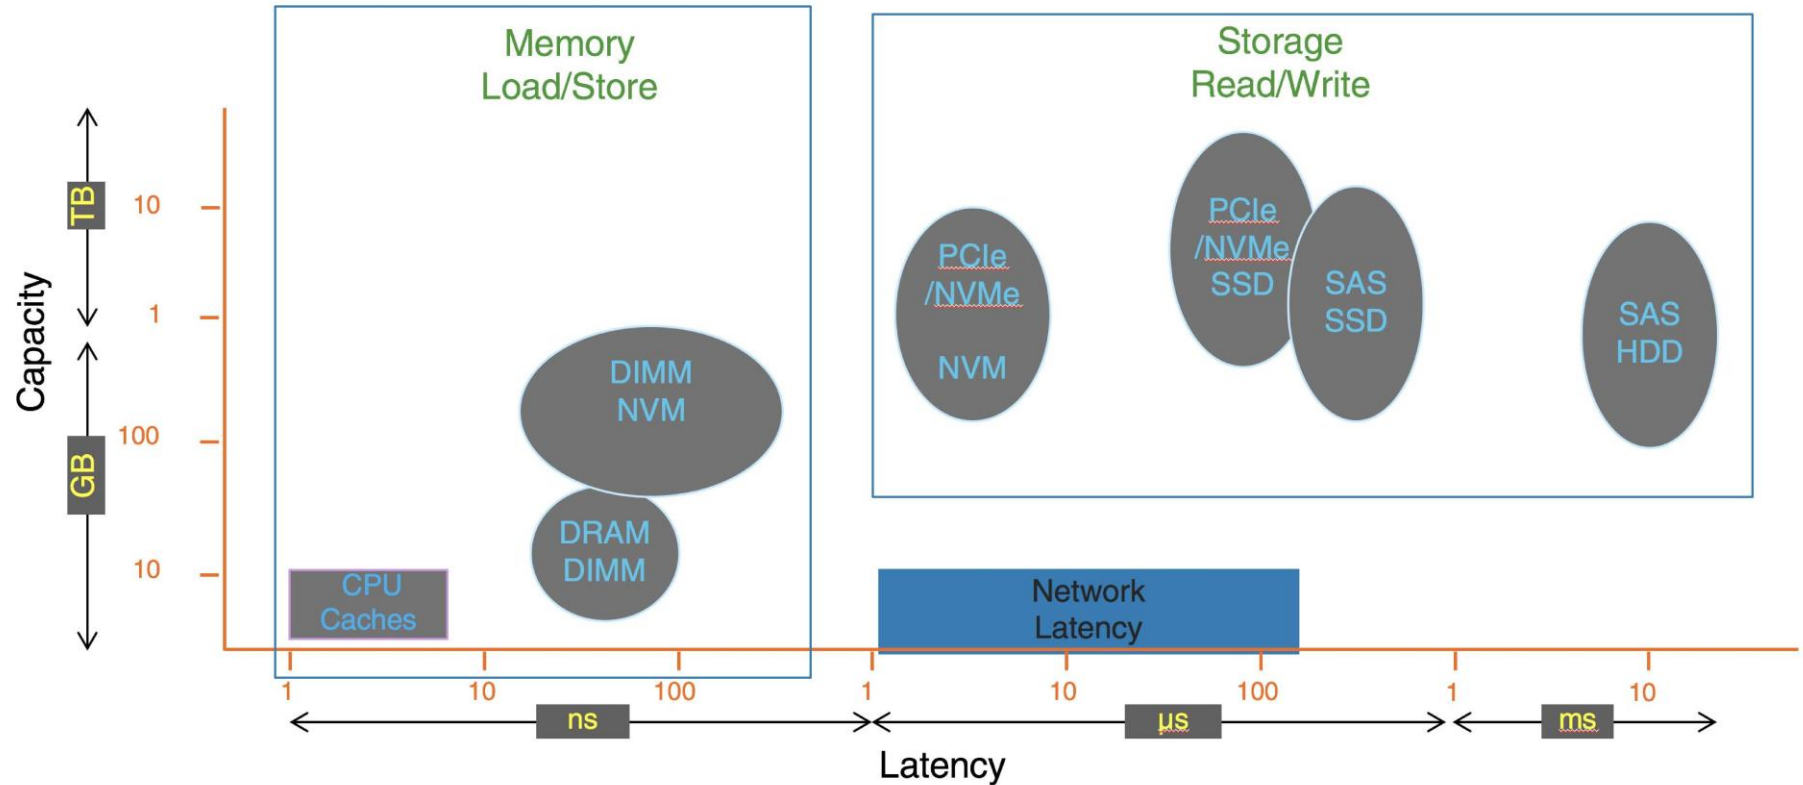 Memory
Load/Store
Storage
Read/Write
Capacity
TB
GB
10
1
100
10
PCIe
/NVMe
NVM
PCIe
/NVMe
SSD
SAS
SSD
SAS
HDD
DIMM
NVM
DRAM
DIMM
CPU
Caches
Network
Latency
1
10
100
1
10
100
1
10
ns
µs
ms
Latency